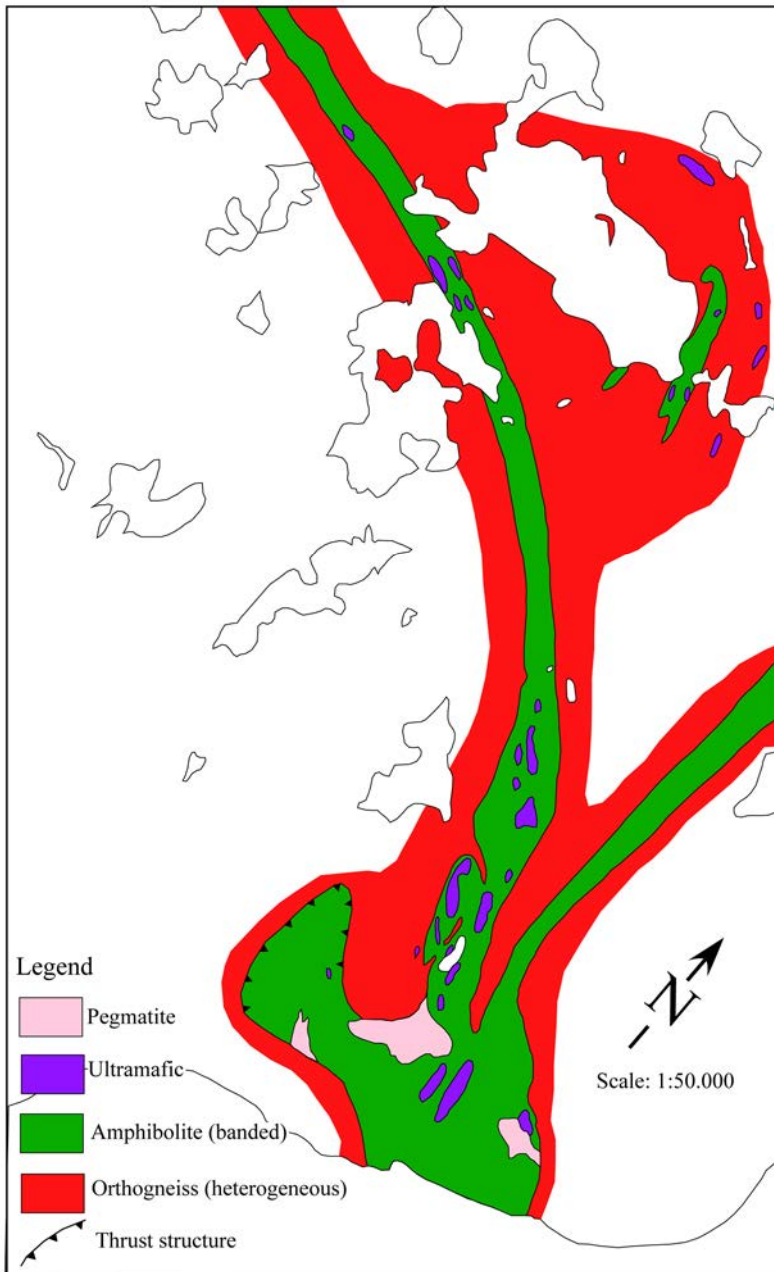 Legend
Pegmatite
Ultramafic
Amphibolite (banded)
Orthogneiss (heterogeneous)
Thrust structure
N
Scale: 1:50.000